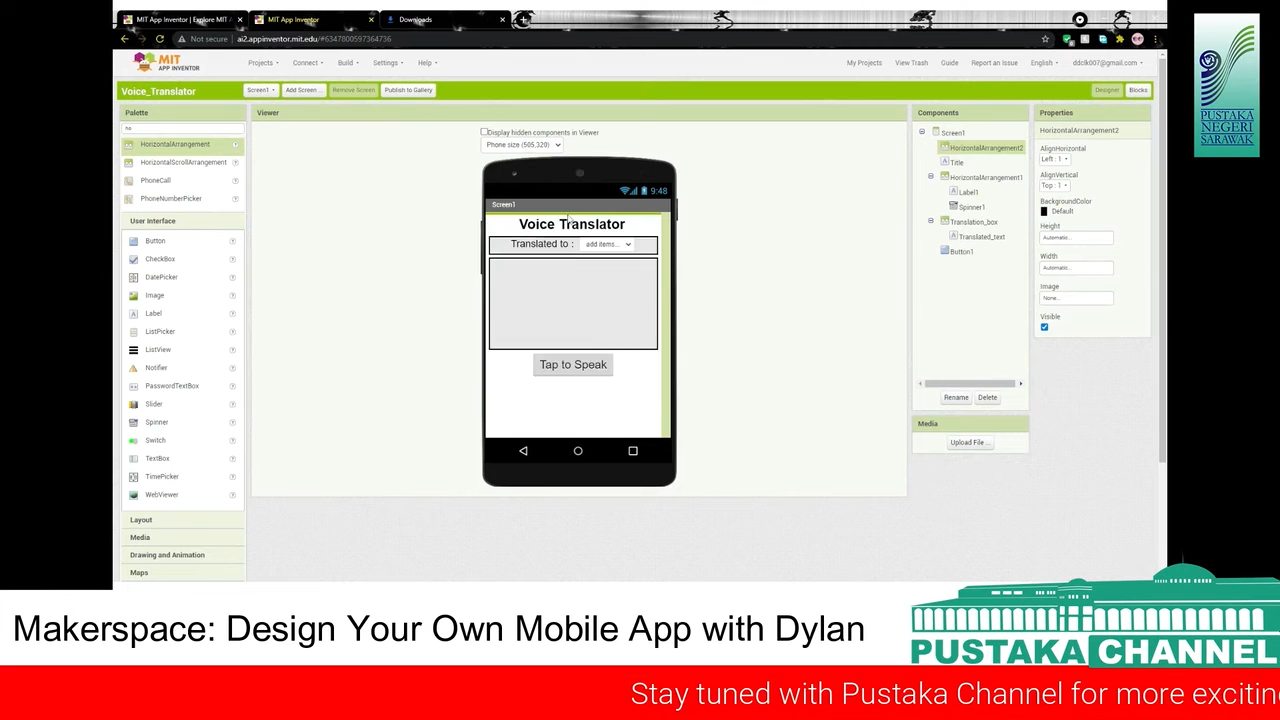 MIT App Inventor | Explore MIT A
MIT App Inventor
Downloads
Not secure | ai2.appinventor.mit.edu/#6347800597364736
MIT
APP INVENTOR
Projects
Connect
Build
Settings
Help
My Projects
View Trash
Guide
Report an Issue
English
ddclk007@gmail.com
Voice_Translator
Screen1
Add Screen ...
Remove Screen
Publish to Gallery
Designer
Blocks
Palette
HorizontalArrangement
HorizontalScrollArrangement
PhoneCall
PhoneNumberPicker
User Interface
Button
CheckBox
DatePicker
Image
Label
ListPicker
ListView
Notifier
PasswordTextBox
Slider
Spinner
Switch
TextBox
TimePicker
WebViewer
Layout
Media
Drawing and Animation
Maps
Viewer
Display hidden components in Viewer
Phone size (505,320)
9:48
Screen1
Voice Translator
Translated to :
add items...
Tap to Speak
Components
Screen1
HorizontalArrangement2
Title
HorizontalArrangement1
Label1
Spinner1
Translation_box
Translated_text
Button1
Rename
Delete
Media
Upload File ...
Properties
HorizontalArrangement2
AlignHorizontal
Left : 1
AlignVertical
Top : 1
BackgroundColor
Default
Height
Automatic...
Width
Automatic...
Image
None...
Visible
PUSTAKA
NEGERI
SARAWAK
Makerspace: Design Your Own Mobile App with Dylan
PUSTAKA CHANNEL
Stay tuned with Pustaka Channel for more excitin